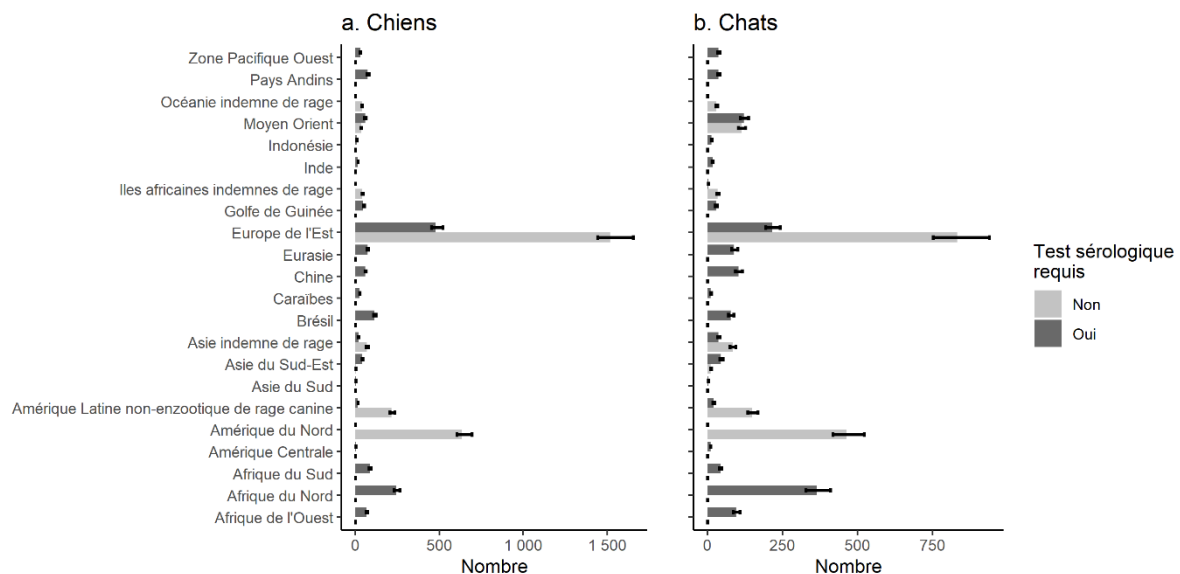 a. Chiens
b. Chats
Zone Pacifique Ouest
Pays Andins
Océanie indemne de rage
Moyen Orient
Indonésie
Inde
Iles africaines indemnes de rage
Golfe de Guinée
Europe de l'Est
Eurasie
Chine
Caraïbes
Brésil
Asie indemne de rage
Asie du Sud-Est
Asie du Sud
Amérique Latine non-enzootique de rage canine
Amérique du Nord
Amérique Centrale
Afrique du Sud
Afrique du Nord
Afrique de l'Ouest
0 500 1 000 1 500
Nombre
0 250 500 750
Nombre
Test sérologique
requis
Non
Oui